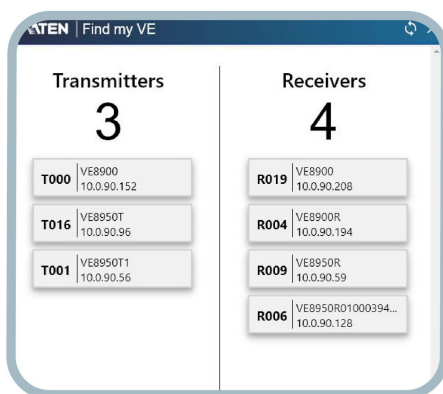 ATEN Find my VE
Transmitters
3
T000 VE8900
10.0.90.152
T016 VE8950T
10.0.90.96
T001 VE8950T1
10.0.90.56
Receivers
4
R019 VE8900
10.0.90.208
R004 VE8900R
10.0.90.194
R009 VE8950R
10.0.90.59
R006 VE8950R01000394...
10.0.90.128